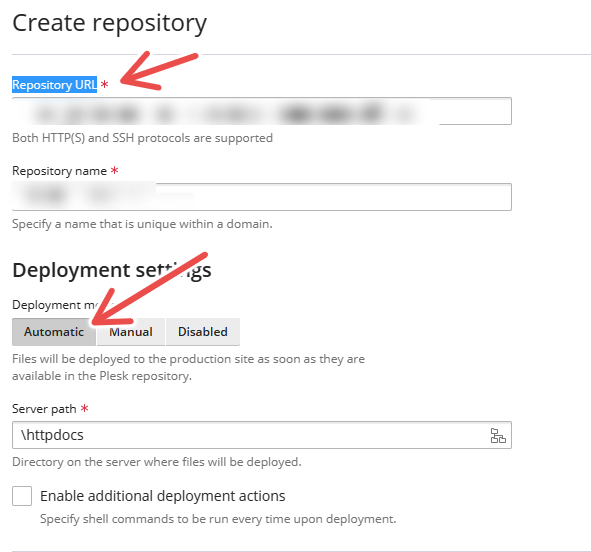 Create repository
Repository URL *
Both HTTP(S) and SSH protocols are supported
Repository name *
Specify a name that is unique within a domain.
Deployment settings
Deployment
Automatic Manual Disabled
Files will be deployed to the production site as soon as they are
available in the Plesk repository.
Server path *
\httpdocs
Directory on the server where files will be deployed.
Enable additional deployment actions
Specify shell commands to be run every time upon deployment.